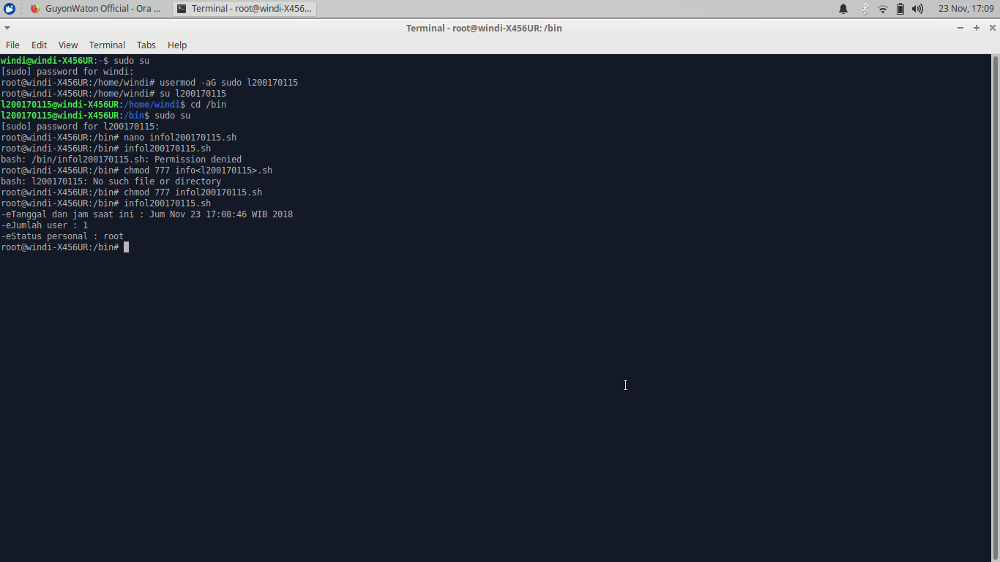 GuyonWaton Official - Ora ...
Terminal - root@windi-X456...
23 Nov, 17:09
Terminal - root@windi-X456UR: /bin
File Edit View Terminal Tabs Help
windi@windi-X456UR:~$ sudo su
[sudo] password for windi:
root@windi-X456UR:/home/windi# usermod -aG sudo l200170115
root@windi-X456UR:/home/windi# su l200170115
l200170115@windi-X456UR:/home/windi$ cd /bin
l200170115@windi-X456UR:/bin$ sudo su
[sudo] password for l200170115:
root@windi-X456UR:/bin# nano infol200170115.sh
root@windi-X456UR:/bin# infol200170115.sh
bash: /bin/infol200170115.sh: Permission denied
root@windi-X456UR:/bin# chmod 777 info<l200170115>.sh
bash: l200170115: No such file or directory
root@windi-X456UR:/bin# chmod 777 infol200170115.sh
root@windi-X456UR:/bin# infol200170115.sh
-eTanggal dan jam saat ini : Jum Nov 23 17:08:46 WIB 2018
-eJumlah user : 1
-eStatus personal : root
root@windi-X456UR:/bin#